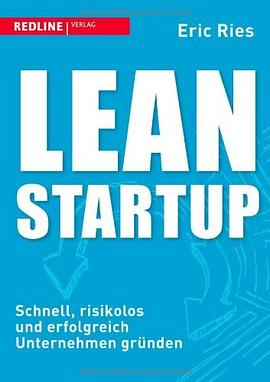 REDLINE | VERLAG
Eric Ries
LEAN
STARTUP
Schnell, risikolos
und erfolgreich
Unternehmen gründen